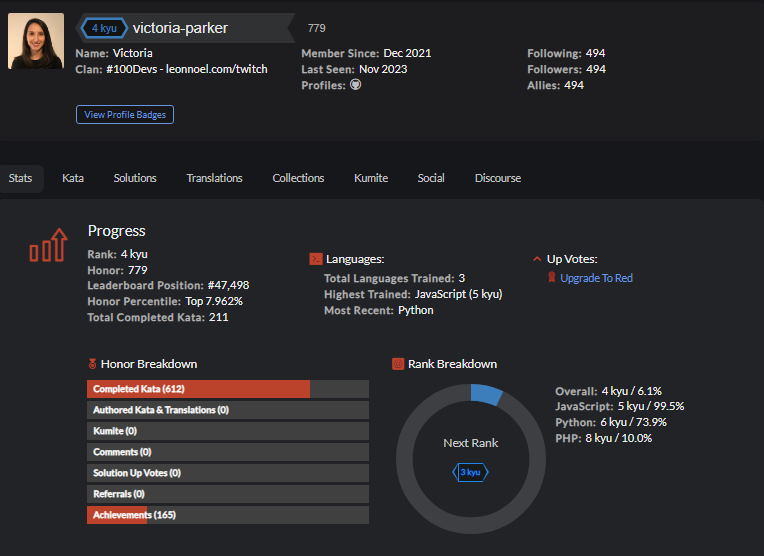 4 kyu victoria-parker 779
Name: Victoria
Clan: #100Devs - leonnoel.com/twitch
Member Since: Dec 2021
Last Seen: Nov 2023
Profiles:
Following: 494
Followers: 494
Allies: 494
View Profile Badges
Stats Kata Solutions Translations Collections Kumite Social Discourse
Progress
Rank: 4 kyu
Honor: 779
Leaderboard Position: #47,498
Honor Percentile: Top 7.962%
Total Completed Kata: 211
Languages:
Total Languages Trained: 3
Highest Trained: JavaScript (5 kyu)
Most Recent: Python
Up Votes:
Upgrade To Red
Honor Breakdown
Completed Kata (612)
Authored Kata & Translations (0)
Kumite (0)
Comments (0)
Solution Up Votes (0)
Referrals (0)
Achievements (165)
Rank Breakdown
Next Rank
3 kyu
Overall: 4 kyu / 6.1%
JavaScript: 5 kyu / 99.5%
Python: 6 kyu / 73.9%
PHP: 8 kyu / 10.0%